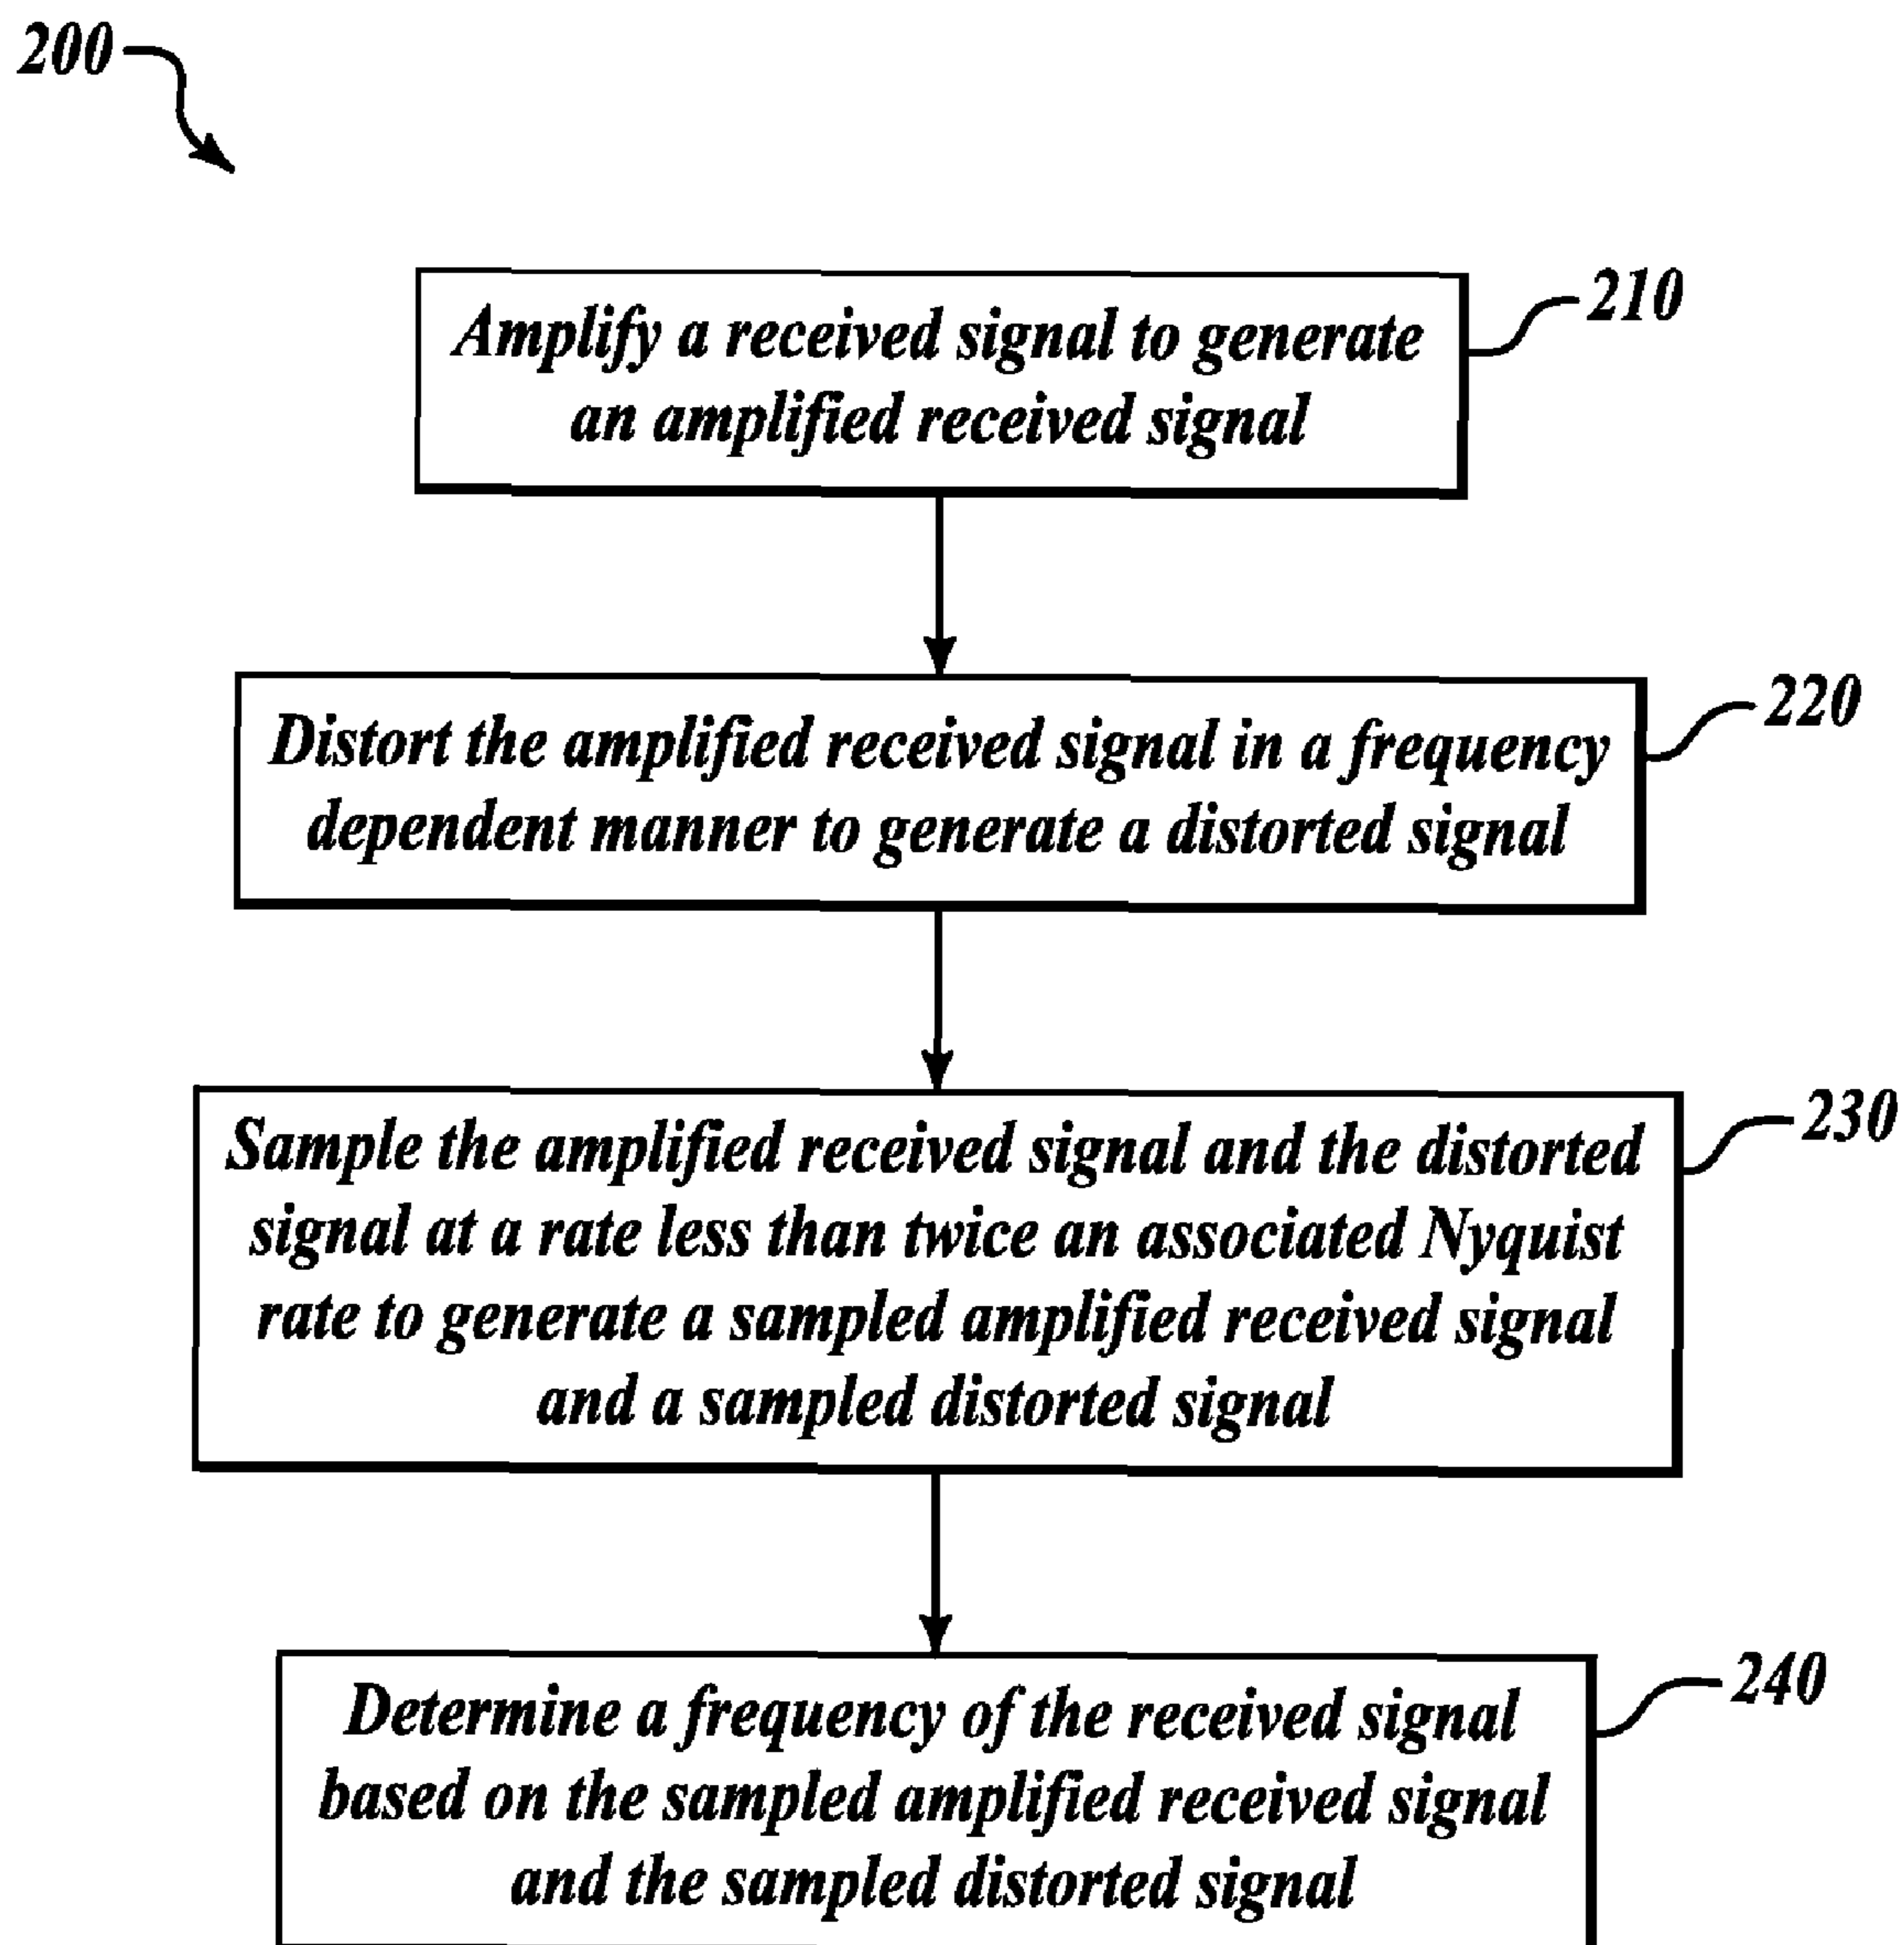 200
210
Amplify a received signal to generate
an amplified received signal
220
Distort the amplified received signal in a frequency
dependent manner to generate a distorted signal
230
Sample the amplified received signal and the distorted
signal at a rate less than twice an associated Nyquist
rate to generate a sampled amplified received signal
and a sampled distorted signal
240
Determine a frequency of the received signal
based on the sampled amplified received signal
and the sampled distorted signal